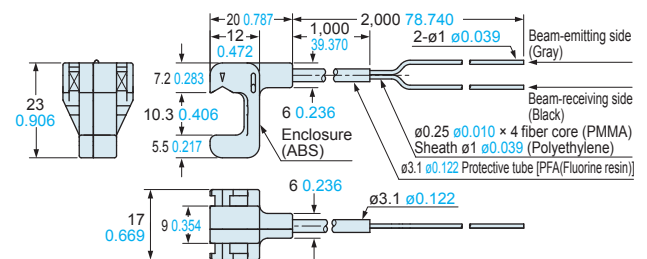 20 0.787
2,000 78.740
12
0.472
1,000
39.370
2-ø1 ø0.039
Beam-emitting side
(Gray)
7.2 0.283
23
0.906
10.3 0.406
6 0.236
Beam-receiving side
(Black)
Enclosure
(ABS)
ø0.25 ø0.010 × 4 fiber core (PMMA)
Sheath ø1 ø0.039 (Polyethylene)
5.5 0.217
ø3.1 ø0.122 Protective tube [PFA(Fluorine resin)]
6 0.236
ø3.1 ø0.122
17
0.669
9 0.354